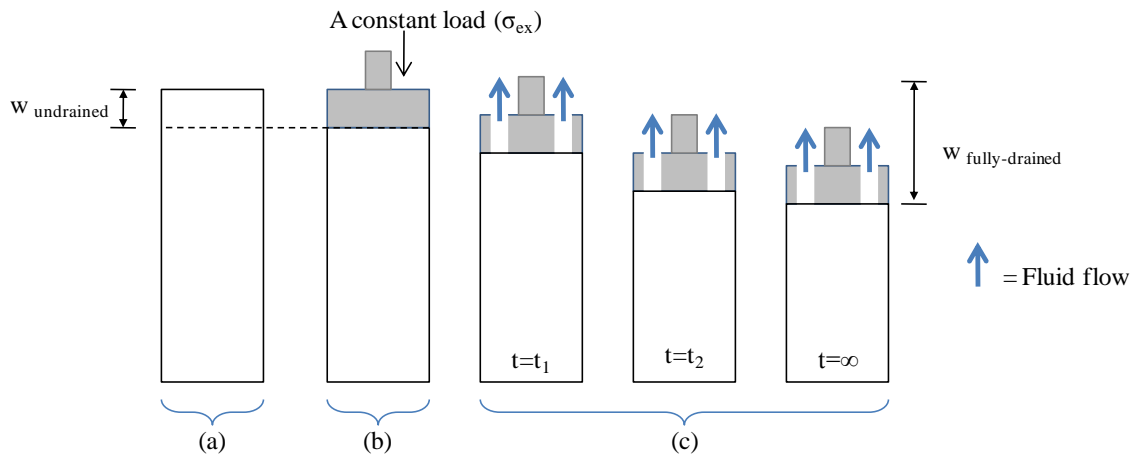 A constant load (σex)
w undrained
w fully-drained
= Fluid flow
t=t1
t=t2
t=∞
(a)
(b)
(c)